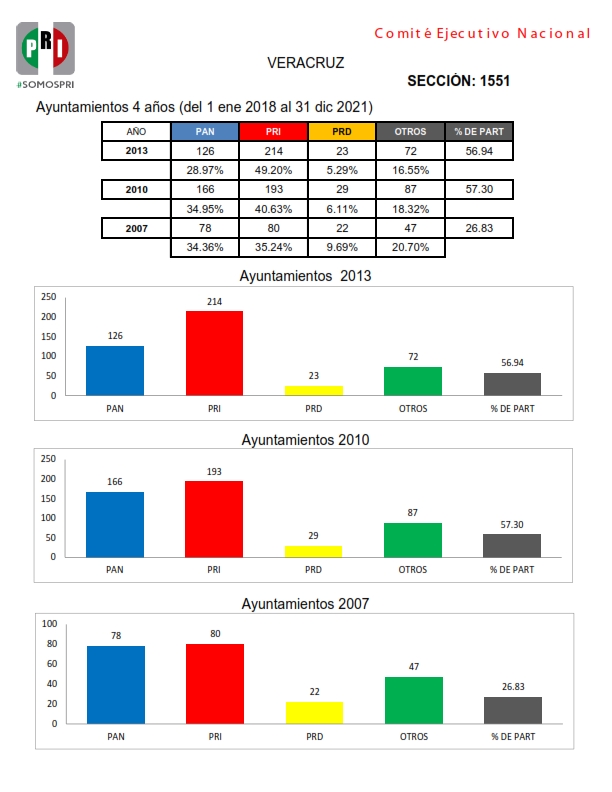 PRI
#SOMOSPRI
Comité Ejecutivo Nacional
VERACRUZ
SECCIÓN: 1551
Ayuntamientos 4 años (del 1 ene 2018 al 31 dic 2021)
AÑO PAN PRI PRD OTROS % DE PART
2013 126 214 23 72 56.94
28.97% 49.20% 5.29% 16.55%
2010 166 193 29 87 57.30
34.95% 40.63% 6.11% 18.32%
2007 78 80 22 47 26.83
34.36% 35.24% 9.69% 20.70%
Ayuntamientos 2013
250
200
150
100
50
0
126 214 23 72 56.94
PAN PRI PRD OTROS % DE PART
Ayuntamientos 2010
250
200
150
100
50
0
166 193 29 87 57.30
PAN PRI PRD OTROS % DE PART
Ayuntamientos 2007
100
80
60
40
20
0
78 80 22 47 26.83
PAN PRI PRD OTROS % DE PART